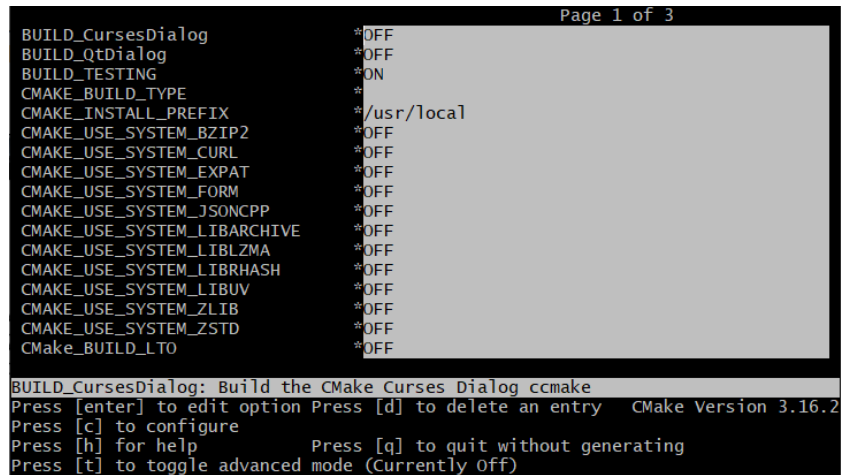 Page 1 of 3
BUILD_CursesDialog *OFF
BUILD_QtDialog *OFF
BUILD_TESTING *ON
CMAKE_BUILD_TYPE *
CMAKE_INSTALL_PREFIX */usr/local
CMAKE_USE_SYSTEM_BZIP2 *OFF
CMAKE_USE_SYSTEM_CURL *OFF
CMAKE_USE_SYSTEM_EXPAT *OFF
CMAKE_USE_SYSTEM_FORM *OFF
CMAKE_USE_SYSTEM_JSONCPP *OFF
CMAKE_USE_SYSTEM_LIBARCHIVE *OFF
CMAKE_USE_SYSTEM_LIBLZMA *OFF
CMAKE_USE_SYSTEM_LIBRHASH *OFF
CMAKE_USE_SYSTEM_LIBUV *OFF
CMAKE_USE_SYSTEM_ZLIB *OFF
CMAKE_USE_SYSTEM_ZSTD *OFF
CMake_BUILD_LTO *OFF
BUILD_CursesDialog: Build the CMake Curses Dialog ccmake
Press [enter] to edit option Press [d] to delete an entry CMake Version 3.16.2
Press [c] to configure
Press [h] for help Press [q] to quit without generating
Press [t] to toggle advanced mode (Currently Off)